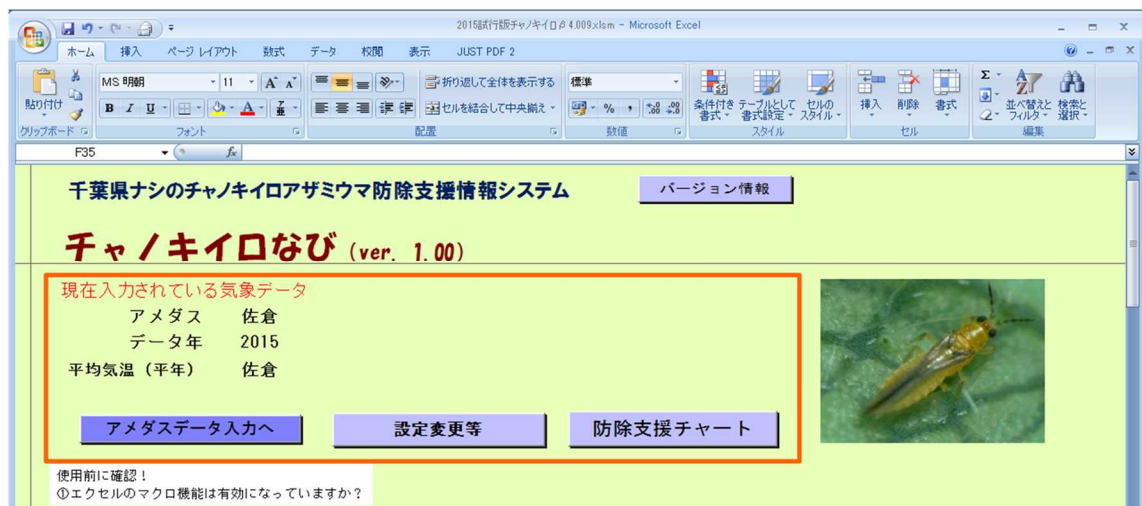 2015試行版チャノキイロβ4.009.xlsm - Microsoft Excel
ホーム 挿入 ページ レイアウト 数式 データ 校閲 表示 JUST PDF 2
MS 明朝 11 A A 折り返して全体を表示する 標準
貼り付け B I U A セルを結合して中央揃え % , .00 条件付き書式 テーブルとして書式設定 セルのスタイル 挿入 削除 書式 Σ 並べ替えとフィルタ 検索と選択
クリップボード フォント 配置 数値 スタイル セル 編集
F35 fx
千葉県ナシのチャノキイロアザミウマ防除支援情報システム バージョン情報
チャノキイロなび (ver. 1.00)
現在入力されている気象データ
アメダス 佐倉
データ年 2015
平均気温(平年) 佐倉
アメダスデータ入力へ 設定変更等 防除支援チャート
使用前に確認!
①エクセルのマクロ機能は有効になっていますか?